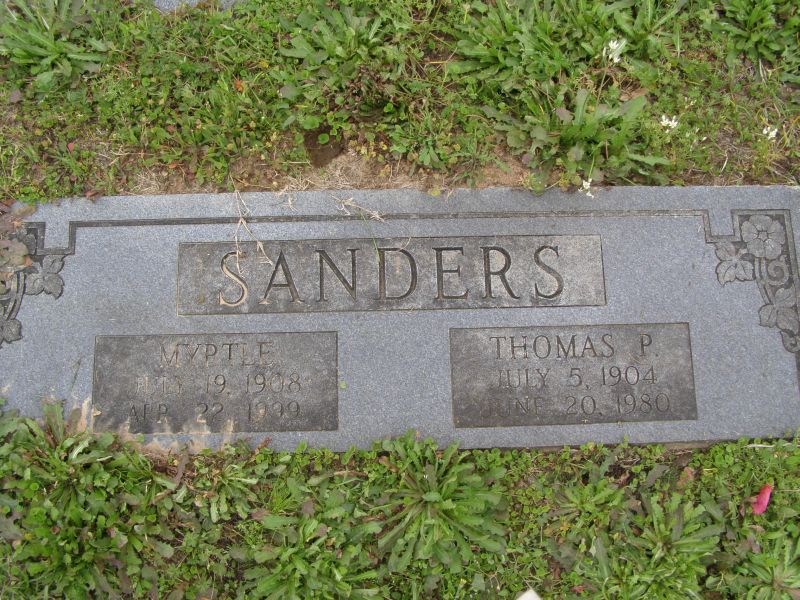 SANDERS
MYRTLE
JULY 19, 1908
APR. 22, 1999
THOMAS P.
JULY 5, 1904
JUNE 20, 1980